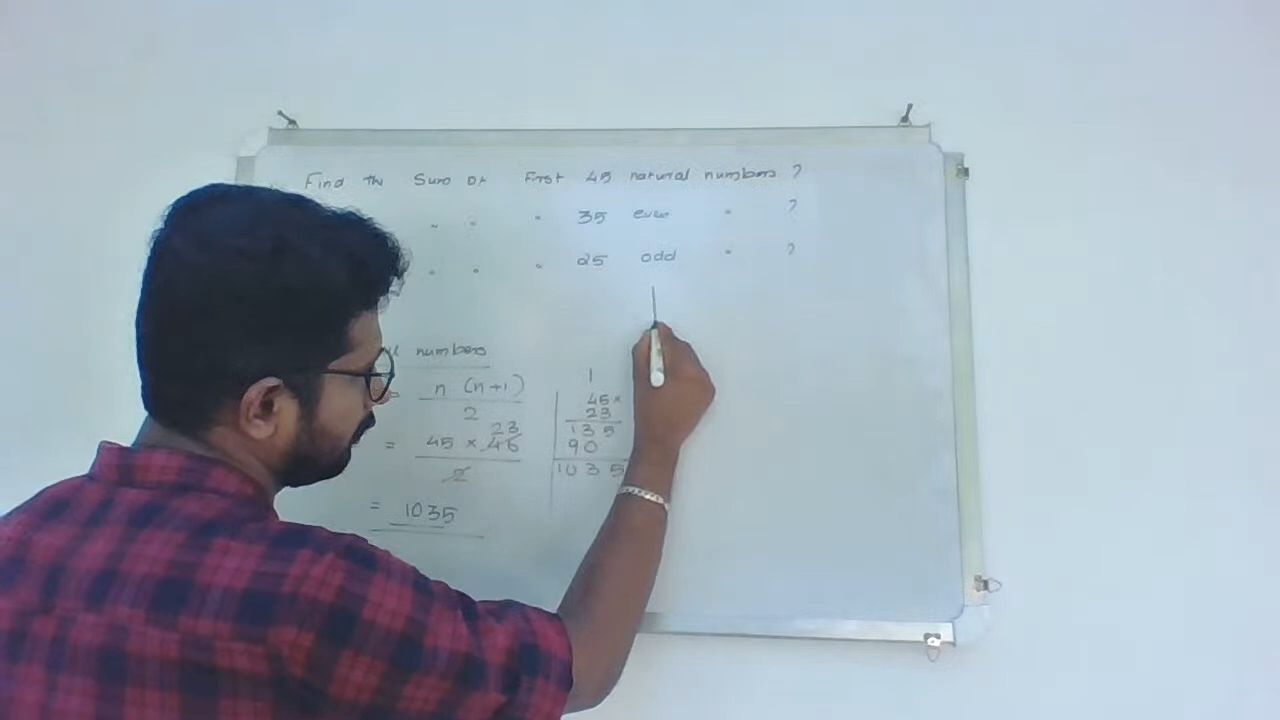 Find the Sum of First 45 natural numbers ?
" " " 35 even " ?
" " " 25 odd " ?
numbers
= n (n+1)
2
23
= 45 × 46
2
= 1035
1
45×
23
135
90
1035